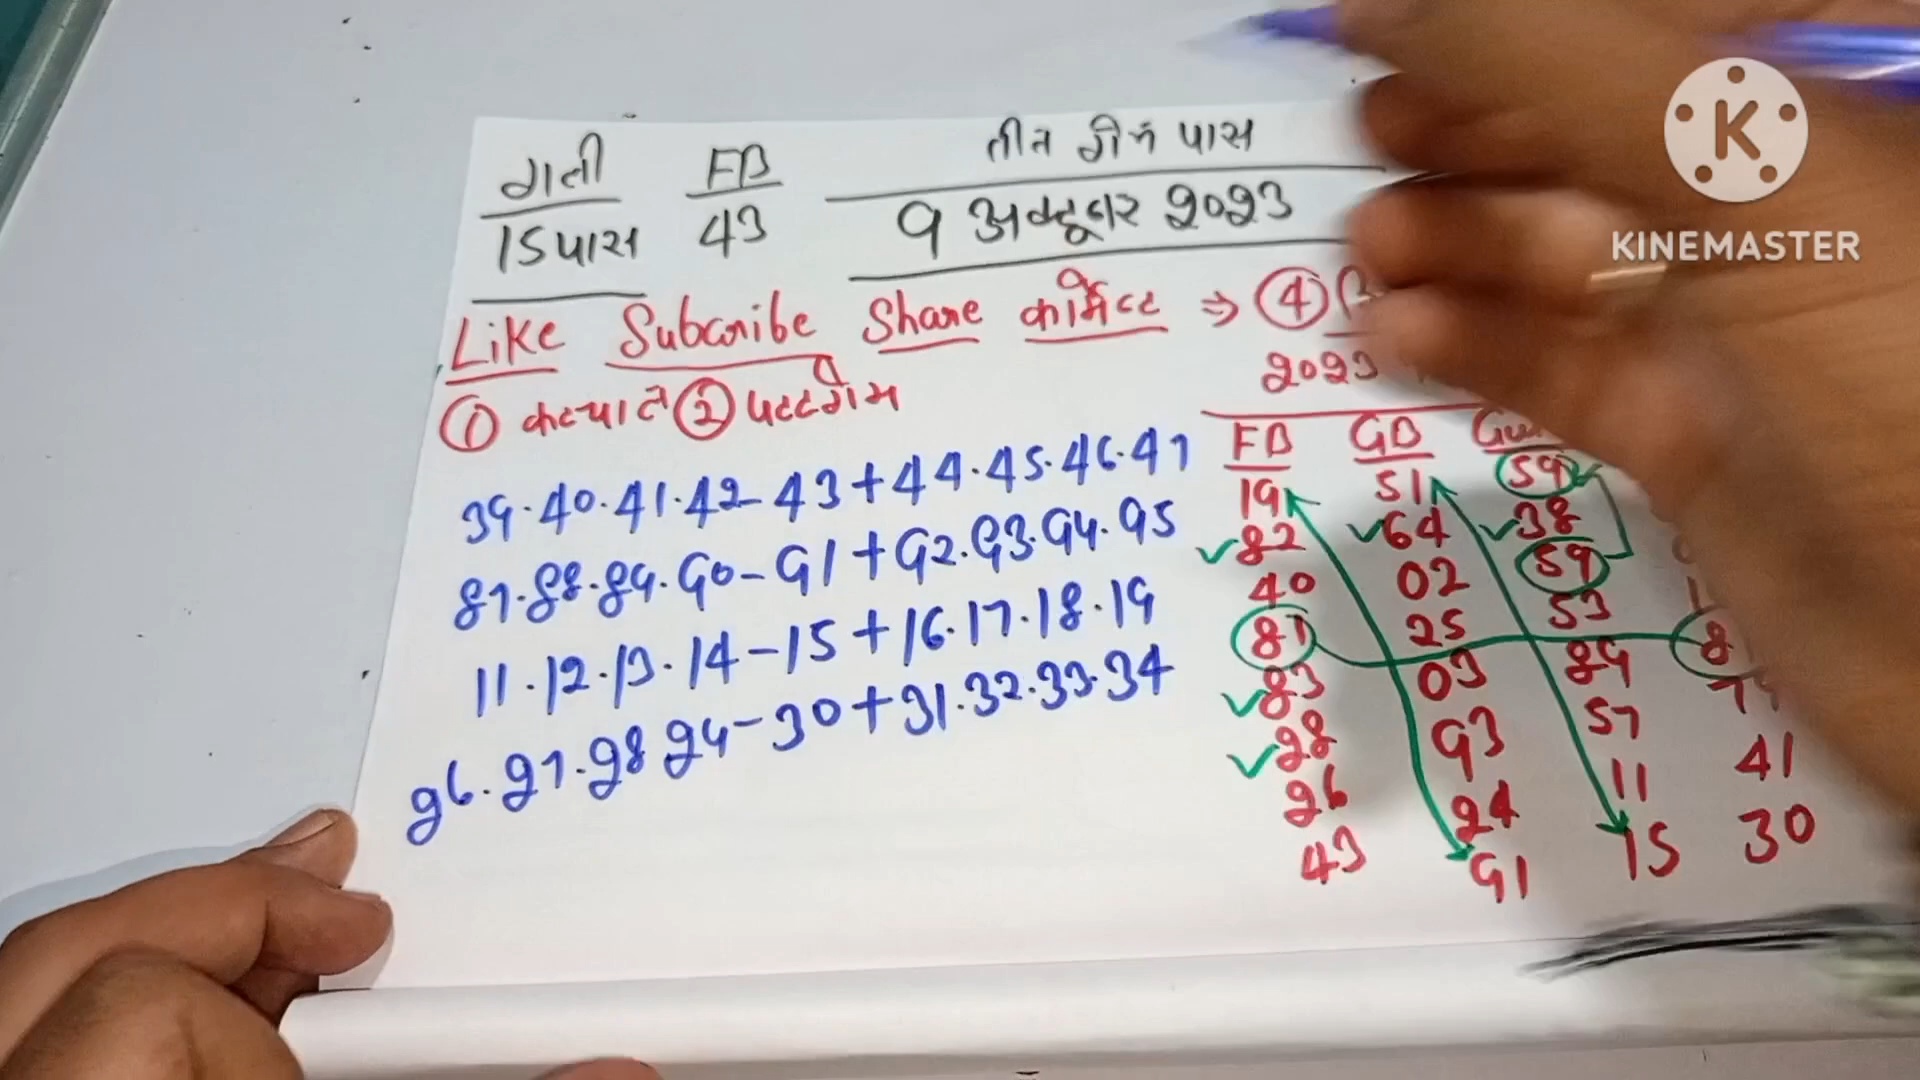 गली FB तीन गेम पास
15 पास 43 9 अक्टूबर 2023
KINEMASTER
Like Subcribe Share कॉमेंट ⇒ 4
2023
1 कटपाते 2 पटटगेम
FB GB
39.40.41.42-43+44.45.46.47
87.88.89.90-91+92.93.94.95
11.12.13.14-15+16.17.18.19
26.27.28 29-30+31.32.33.34
19 51 59
82 64 38
40 02 59
87 25 53
83 03 89
28 93 57
26 24 11 41
43 91 15 30